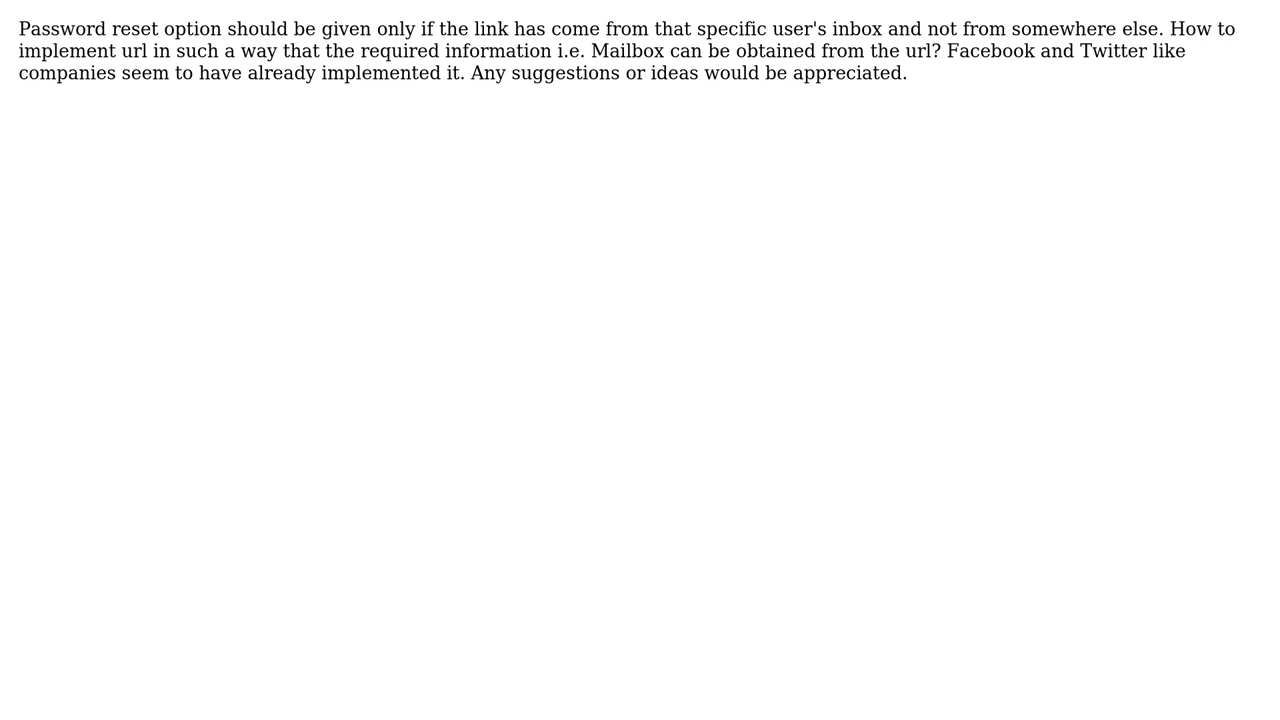 Password reset option should be given only if the link has come from that specific user's inbox and not from somewhere else. How to
implement url in such a way that the required information i.e. Mailbox can be obtained from the url? Facebook and Twitter like
companies seem to have already implemented it. Any suggestions or ideas would be appreciated.